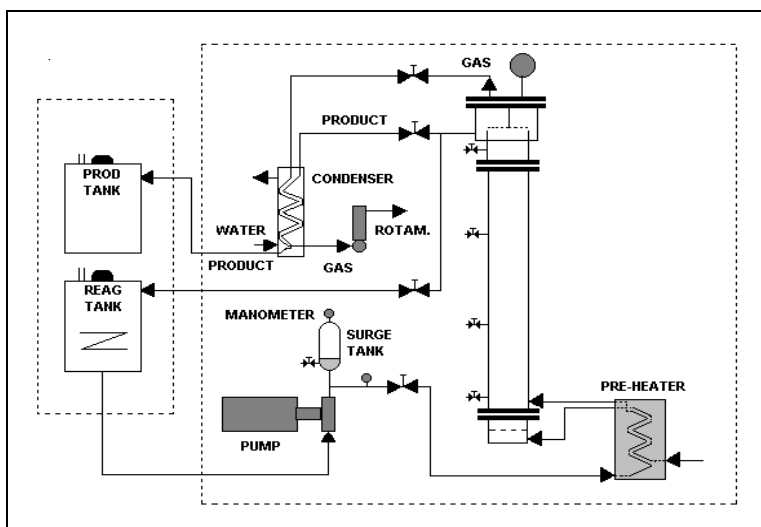 GAS
PRODUCT
PROD
TANK
CONDENSER
WATER
ROTAM.
PRODUCT
GAS
REAG
TANK
MANOMETER
SURGE
TANK
PRE-HEATER
PUMP